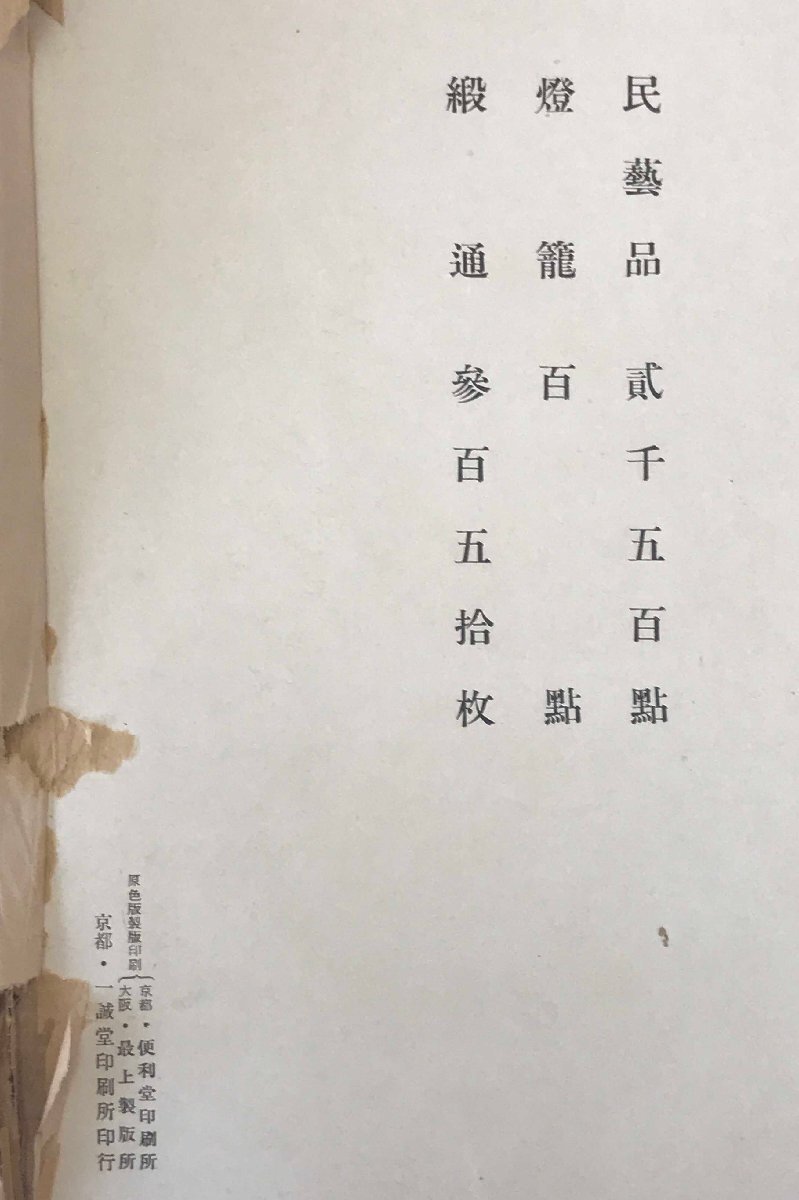 民藝品 貳千五百點
燈籠 百點
緞通 參百五拾枚
原色版製版印刷
京都・便利堂印刷所
大阪・最上製版所
京都・一誠堂印刷所印行